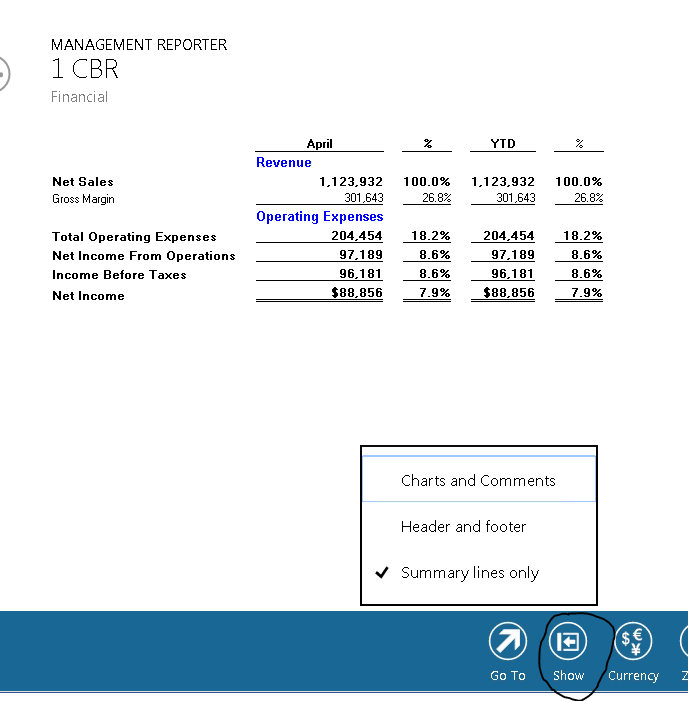 MANAGEMENT REPORTER
1 CBR
Financial
April % YTD %
Revenue
Net Sales 1,123,932 100.0% 1,123,932 100.0%
Gross Margin 301,643 26.8% 301,643 26.8%
Operating Expenses
Total Operating Expenses 204,454 18.2% 204,454 18.2%
Net Income From Operations 97,189 8.6% 97,189 8.6%
Income Before Taxes 96,181 8.6% 96,181 8.6%
Net Income $88,856 7.9% $88,856 7.9%
Charts and Comments
Header and footer
Summary lines only
$ € ¥
Go To Show Currency Z